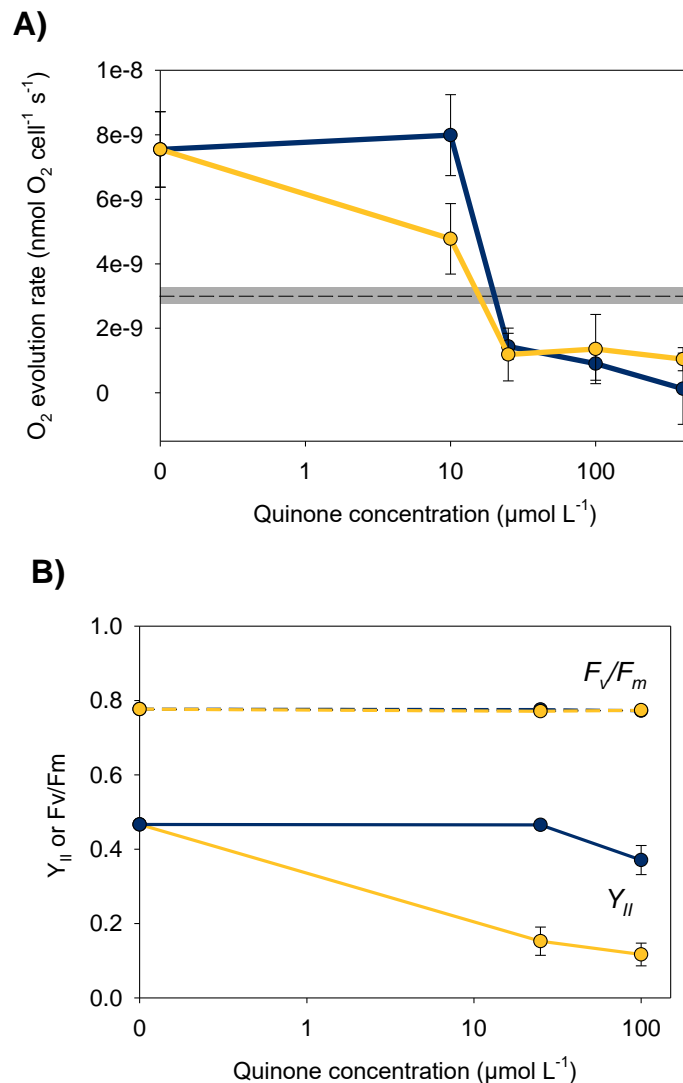 A)
O2 evolution rate (nmol O2 cell-1 s-1)
1e-8
8e-9
6e-9
4e-9
2e-9
0
0 1 10 100
Quinone concentration (µmol L-1)
B)
YII or Fv/Fm
1.0
0.8
0.6
0.4
0.2
0.0
Fv/Fm
YII
0 1 10 100
Quinone concentration (µmol L-1)